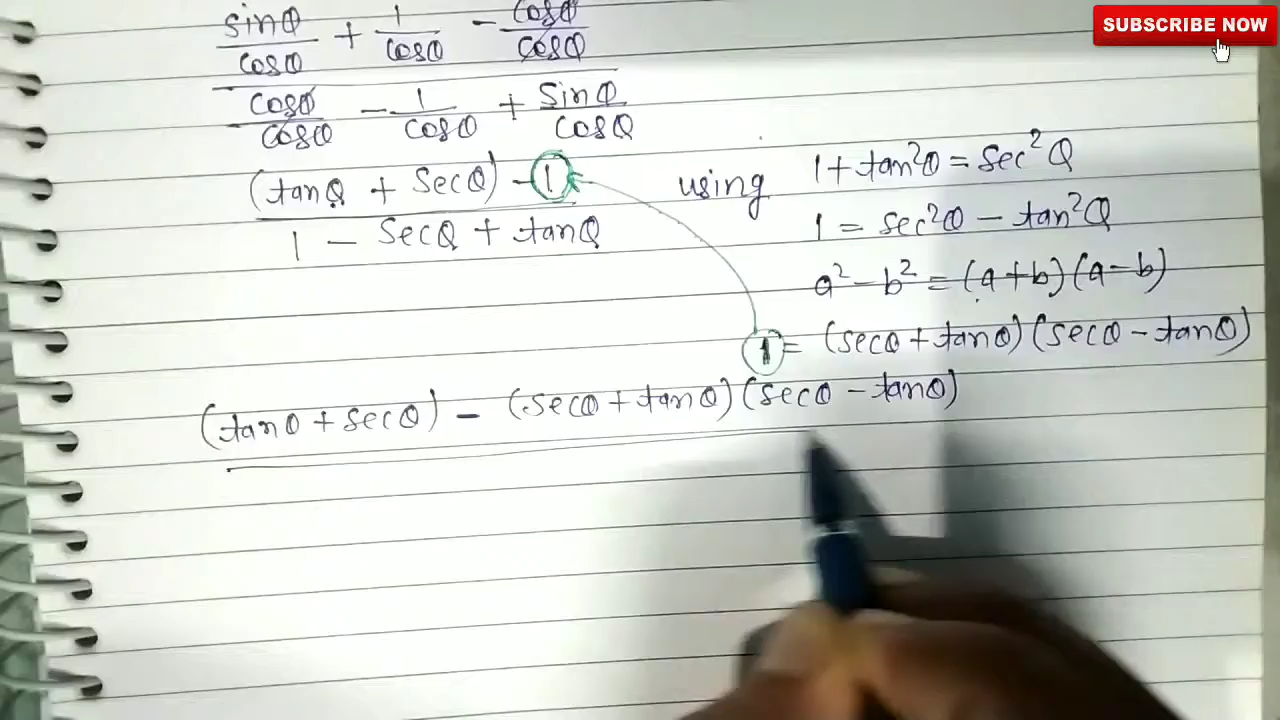 SUBSCRIBE NOW
sinθ/cosθ + 1/cosθ - cosθ/cosθ
cosθ/cosθ - 1/cosθ + sinθ/cosθ
(tanθ + secθ) - 1
1 - secθ + tanθ
using 1 + tan²θ = sec²θ
1 = sec²θ - tan²θ
a² - b² = (a+b)(a-b)
1 = (secθ + tanθ)(secθ - tanθ)
(tanθ + secθ) - (secθ + tanθ)(secθ - tanθ)